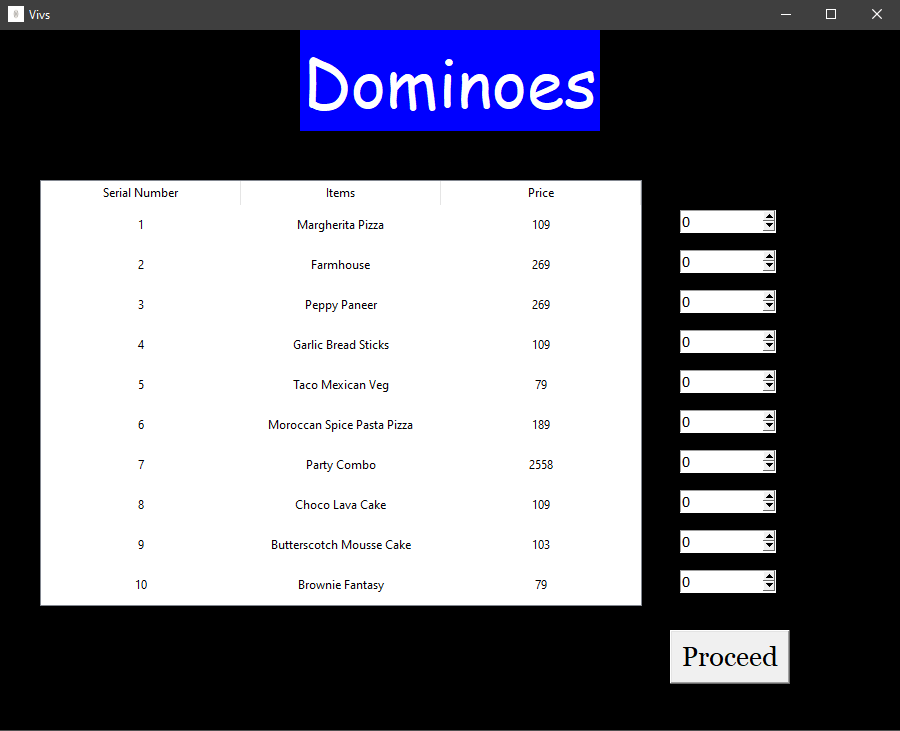 Vivs
Dominoes
Serial Number Items Price
1 Margherita Pizza 109 0
2 Farmhouse 269 0
3 Peppy Paneer 269 0
4 Garlic Bread Sticks 109 0
5 Taco Mexican Veg 79 0
6 Moroccan Spice Pasta Pizza 189 0
7 Party Combo 2558 0
8 Choco Lava Cake 109 0
9 Butterscotch Mousse Cake 103 0
10 Brownie Fantasy 79 0
Proceed